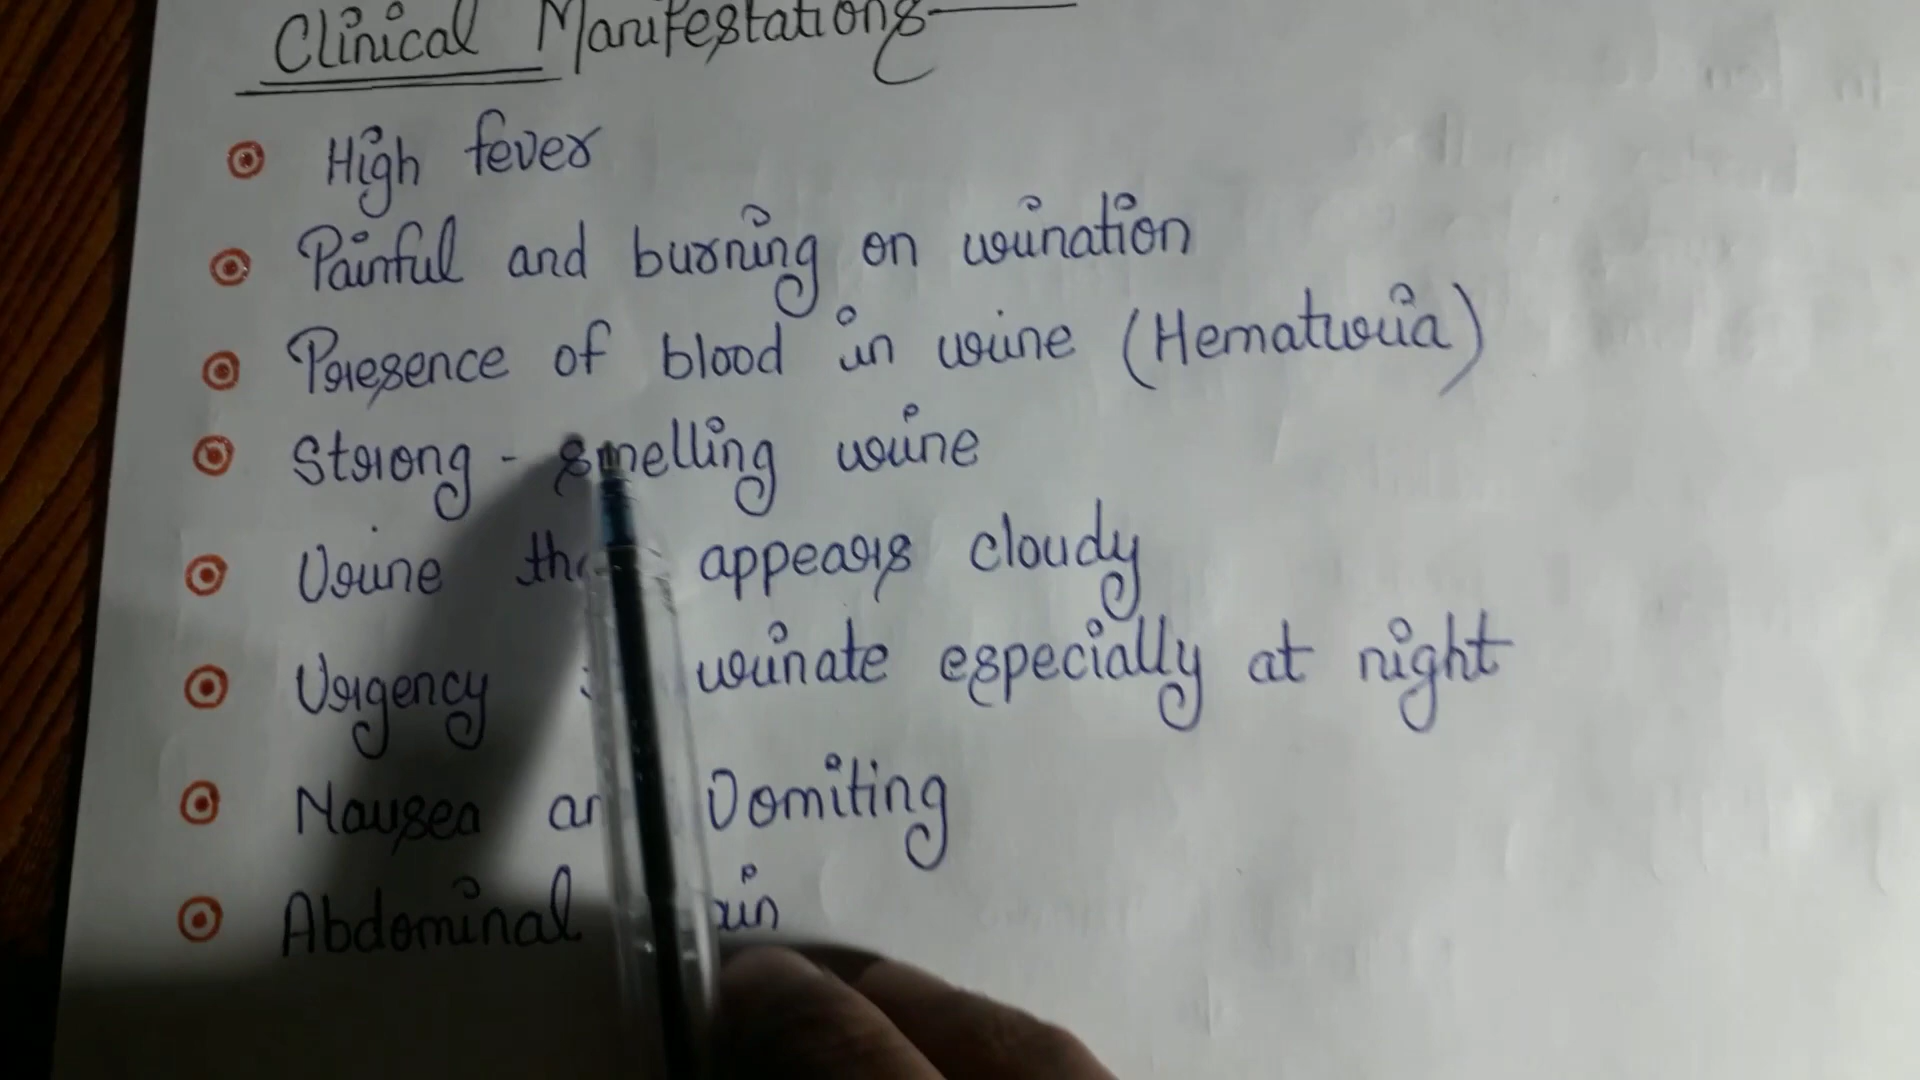 Clinical Manifestations
High fever
Painful and burning on urination
Presence of blood in urine (Hematuria)
Strong - smelling urine
Urine appears cloudy
Urgency urinate especially at night
Nausea Vomiting
Abdominal